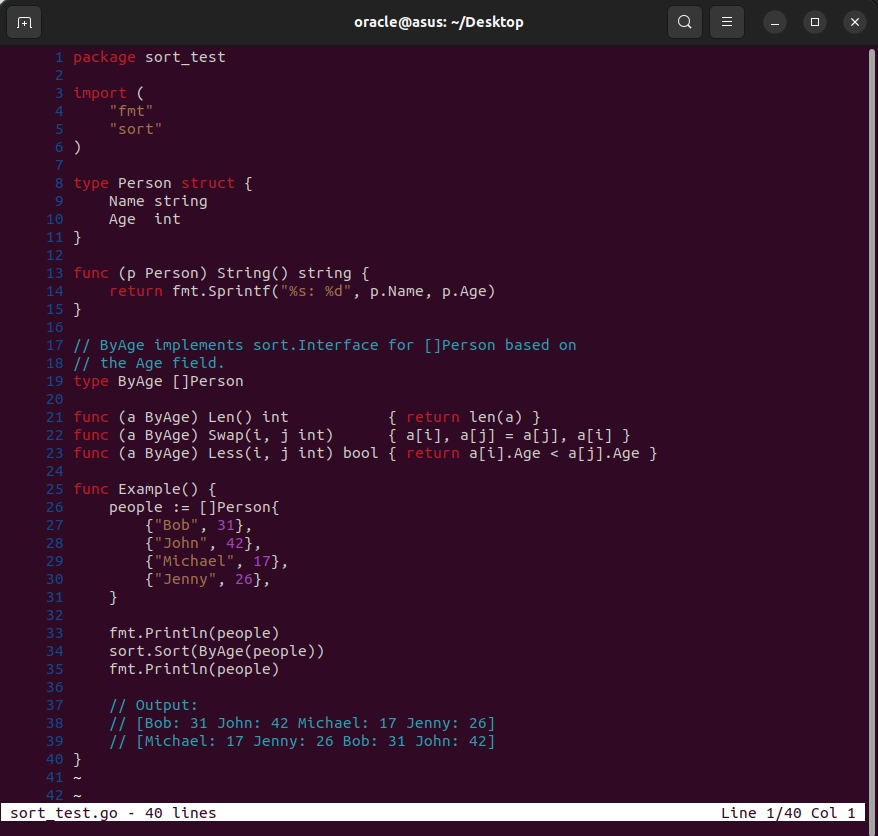 oracle@asus: ~/Desktop
1 package sort_test
2
3 import (
4     "fmt"
5     "sort"
6 )
7
8 type Person struct {
9     Name string
10     Age  int
11 }
12
13 func (p Person) String() string {
14     return fmt.Sprintf("%s: %d", p.Name, p.Age)
15 }
16
17 // ByAge implements sort.Interface for []Person based on
18 // the Age field.
19 type ByAge []Person
20
21 func (a ByAge) Len() int           { return len(a) }
22 func (a ByAge) Swap(i, j int)      { a[i], a[j] = a[j], a[i] }
23 func (a ByAge) Less(i, j int) bool { return a[i].Age < a[j].Age }
24
25 func Example() {
26     people := []Person{
27         {"Bob", 31},
28         {"John", 42},
29         {"Michael", 17},
30         {"Jenny", 26},
31     }
32
33     fmt.Println(people)
34     sort.Sort(ByAge(people))
35     fmt.Println(people)
36
37     // Output:
38     // [Bob: 31 John: 42 Michael: 17 Jenny: 26]
39     // [Michael: 17 Jenny: 26 Bob: 31 John: 42]
40 }
41 ~
42 ~
sort_test.go - 40 lines Line 1/40 Col 1